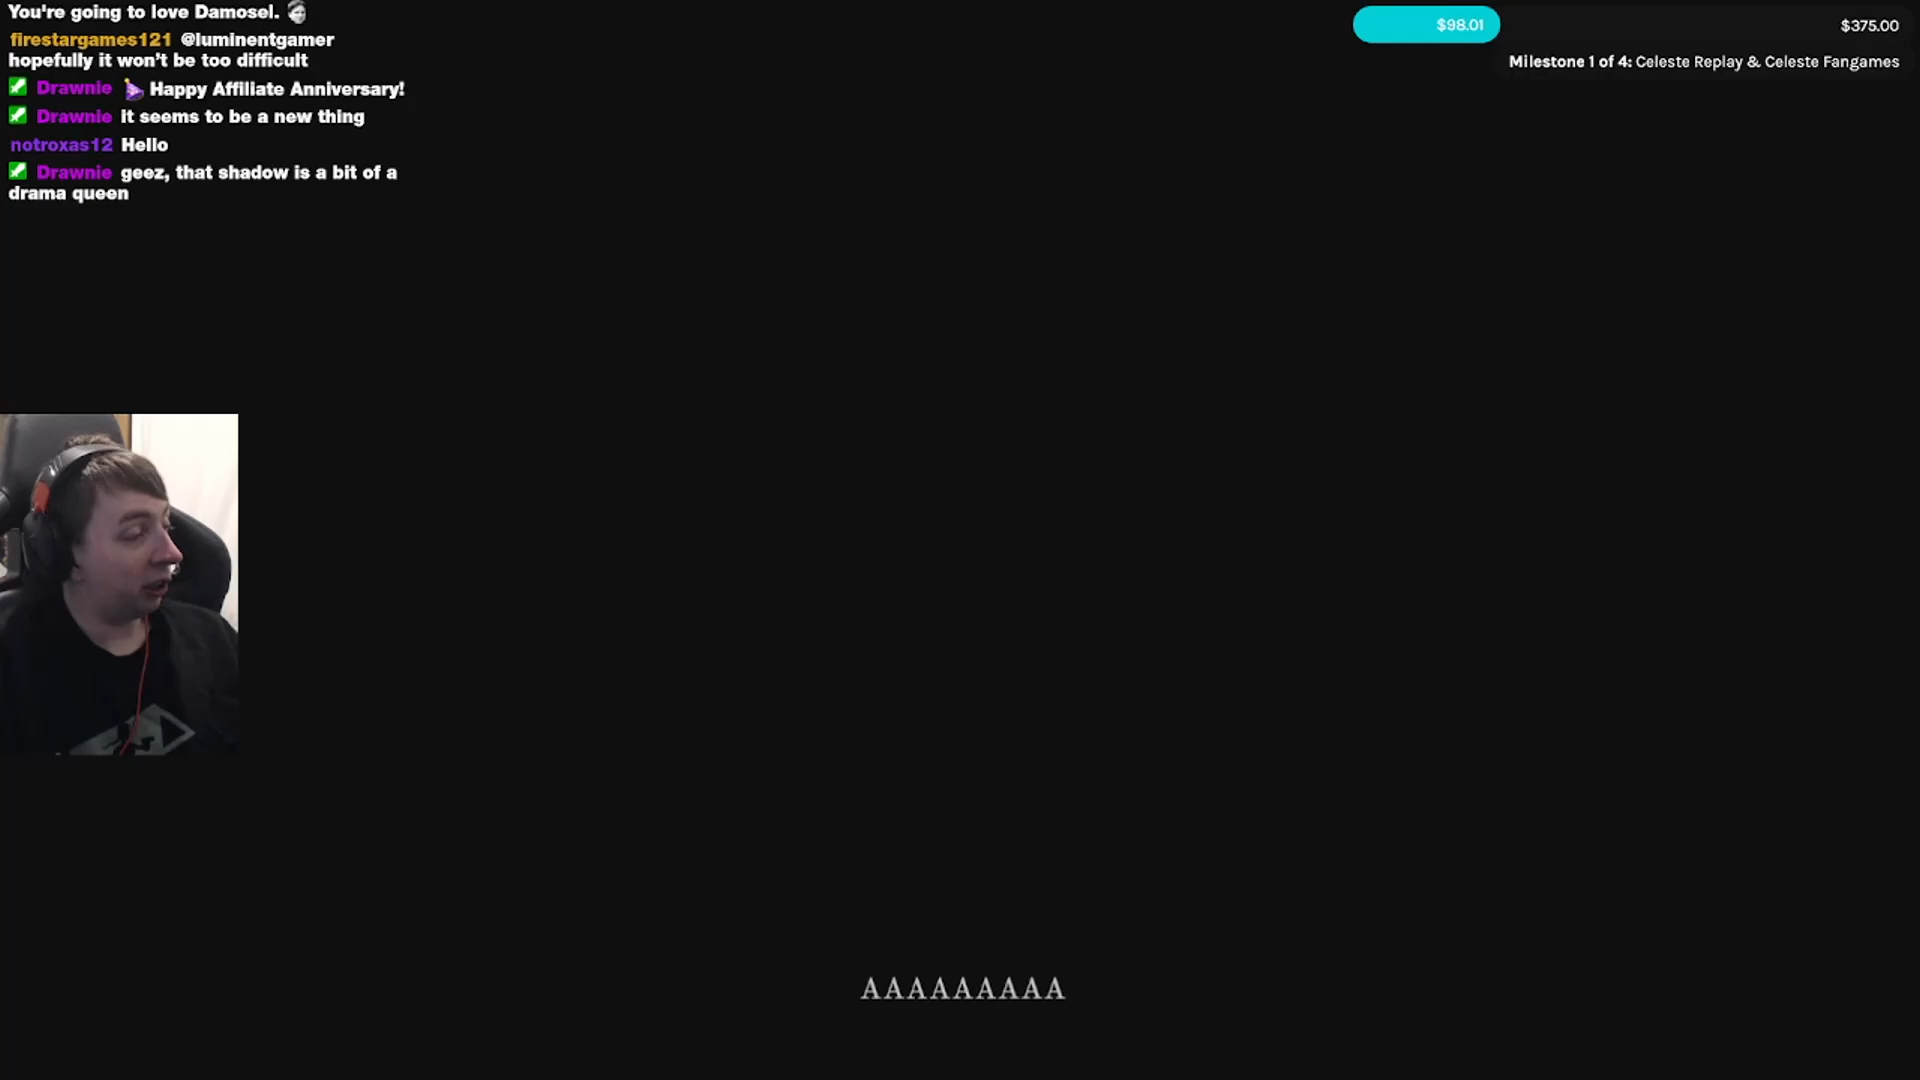 You're going to love Damosel.
firestargames121 @luminentgamer
hopefully it won't be too difficult
Drawnie Happy Affiliate Anniversary!
Drawnie it seems to be a new thing
notroxas12 Hello
Drawnie geez, that shadow is a bit of a
drama queen
$98.01
$375.00
Milestone 1 of 4: Celeste Replay & Celeste Fangames
AAAAAAAAA